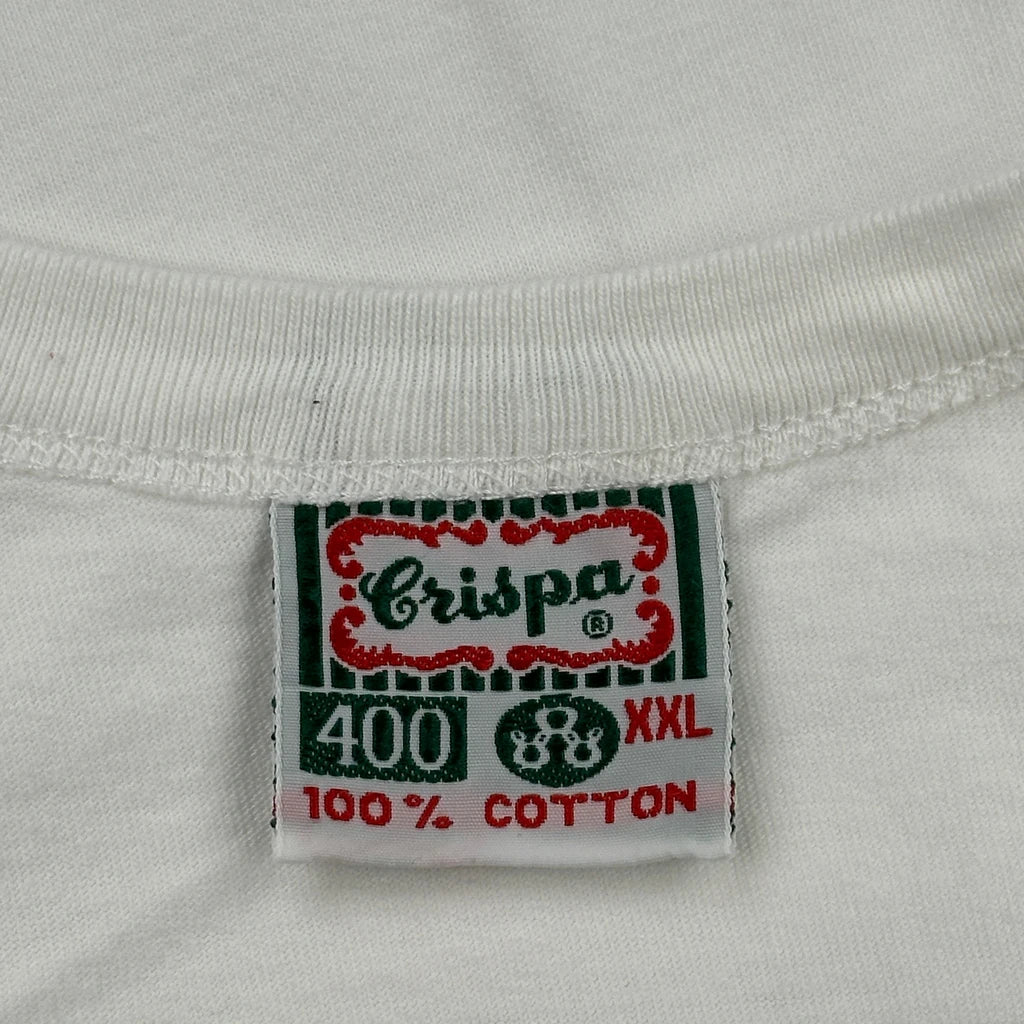 Crispa ®
400 XXL
100% COTTON